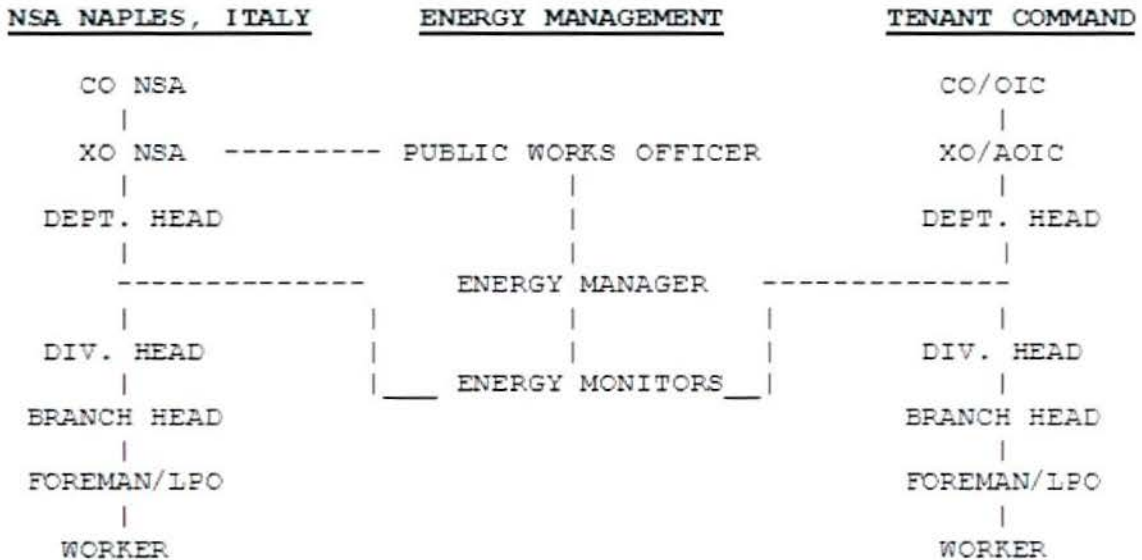 NSA NAPLES, ITALY ENERGY MANAGEMENT TENANT COMMAND
CO NSA CO/OIC
XO NSA --------- PUBLIC WORKS OFFICER XO/AOIC
DEPT. HEAD DEPT. HEAD
-------------- ENERGY MANAGER --------------
DIV. HEAD DIV. HEAD
ENERGY MONITORS
BRANCH HEAD BRANCH HEAD
FOREMAN/LPO FOREMAN/LPO
WORKER WORKER